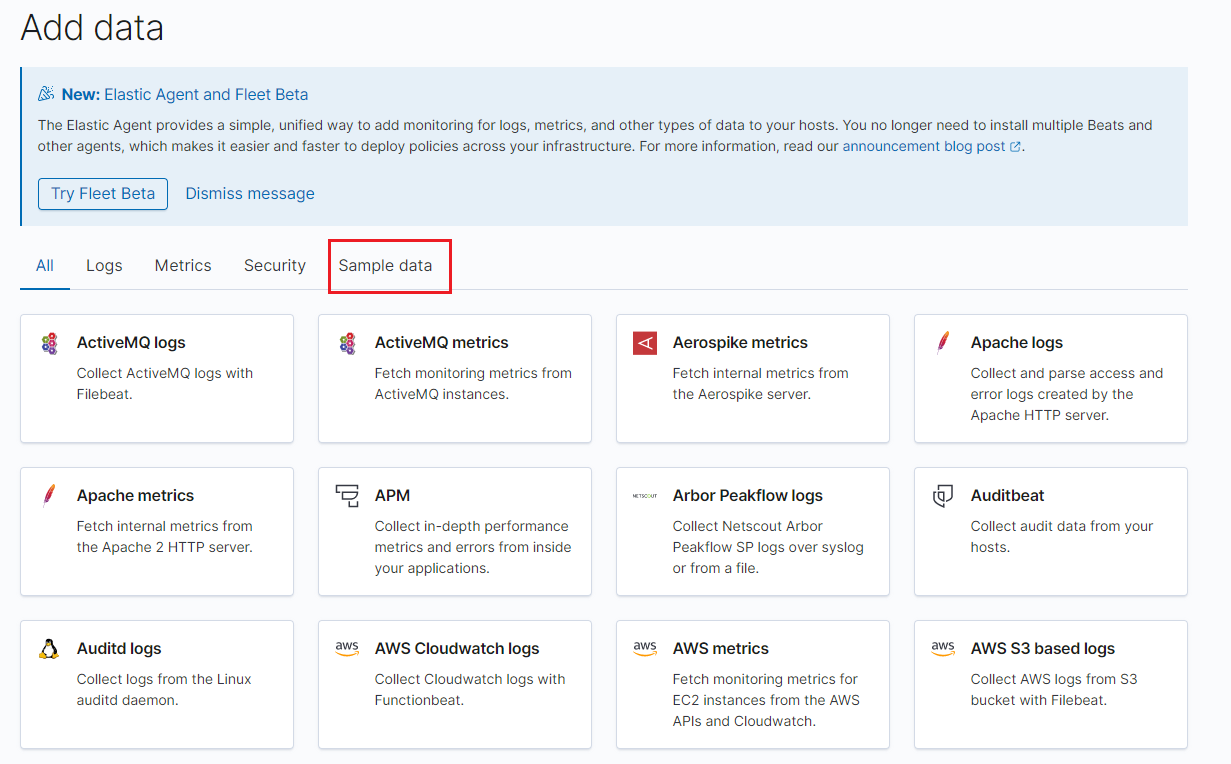 Add data
New: Elastic Agent and Fleet Beta
The Elastic Agent provides a simple, unified way to add monitoring for logs, metrics, and other types of data to your hosts. You no longer need to install multiple Beats and
other agents, which makes it easier and faster to deploy policies across your infrastructure. For more information, read our announcement blog post.
Try Fleet Beta Dismiss message
All Logs Metrics Security Sample data
ActiveMQ logs
Collect ActiveMQ logs with
Filebeat.
ActiveMQ metrics
Fetch monitoring metrics from
ActiveMQ instances.
Aerospike metrics
Fetch internal metrics from
the Aerospike server.
Apache logs
Collect and parse access and
error logs created by the
Apache HTTP server.
Apache metrics
Fetch internal metrics from
the Apache 2 HTTP server.
APM
Collect in-depth performance
metrics and errors from inside
your applications.
NETSCOUT
Arbor Peakflow logs
Collect Netscout Arbor
Peakflow SP logs over syslog
or from a file.
Auditbeat
Collect audit data from your
hosts.
Auditd logs
Collect logs from the Linux
auditd daemon.
aws
AWS Cloudwatch logs
Collect Cloudwatch logs with
Functionbeat.
aws
AWS metrics
Fetch monitoring metrics for
EC2 instances from the AWS
APIs and Cloudwatch.
aws
AWS S3 based logs
Collect AWS logs from S3
bucket with Filebeat.